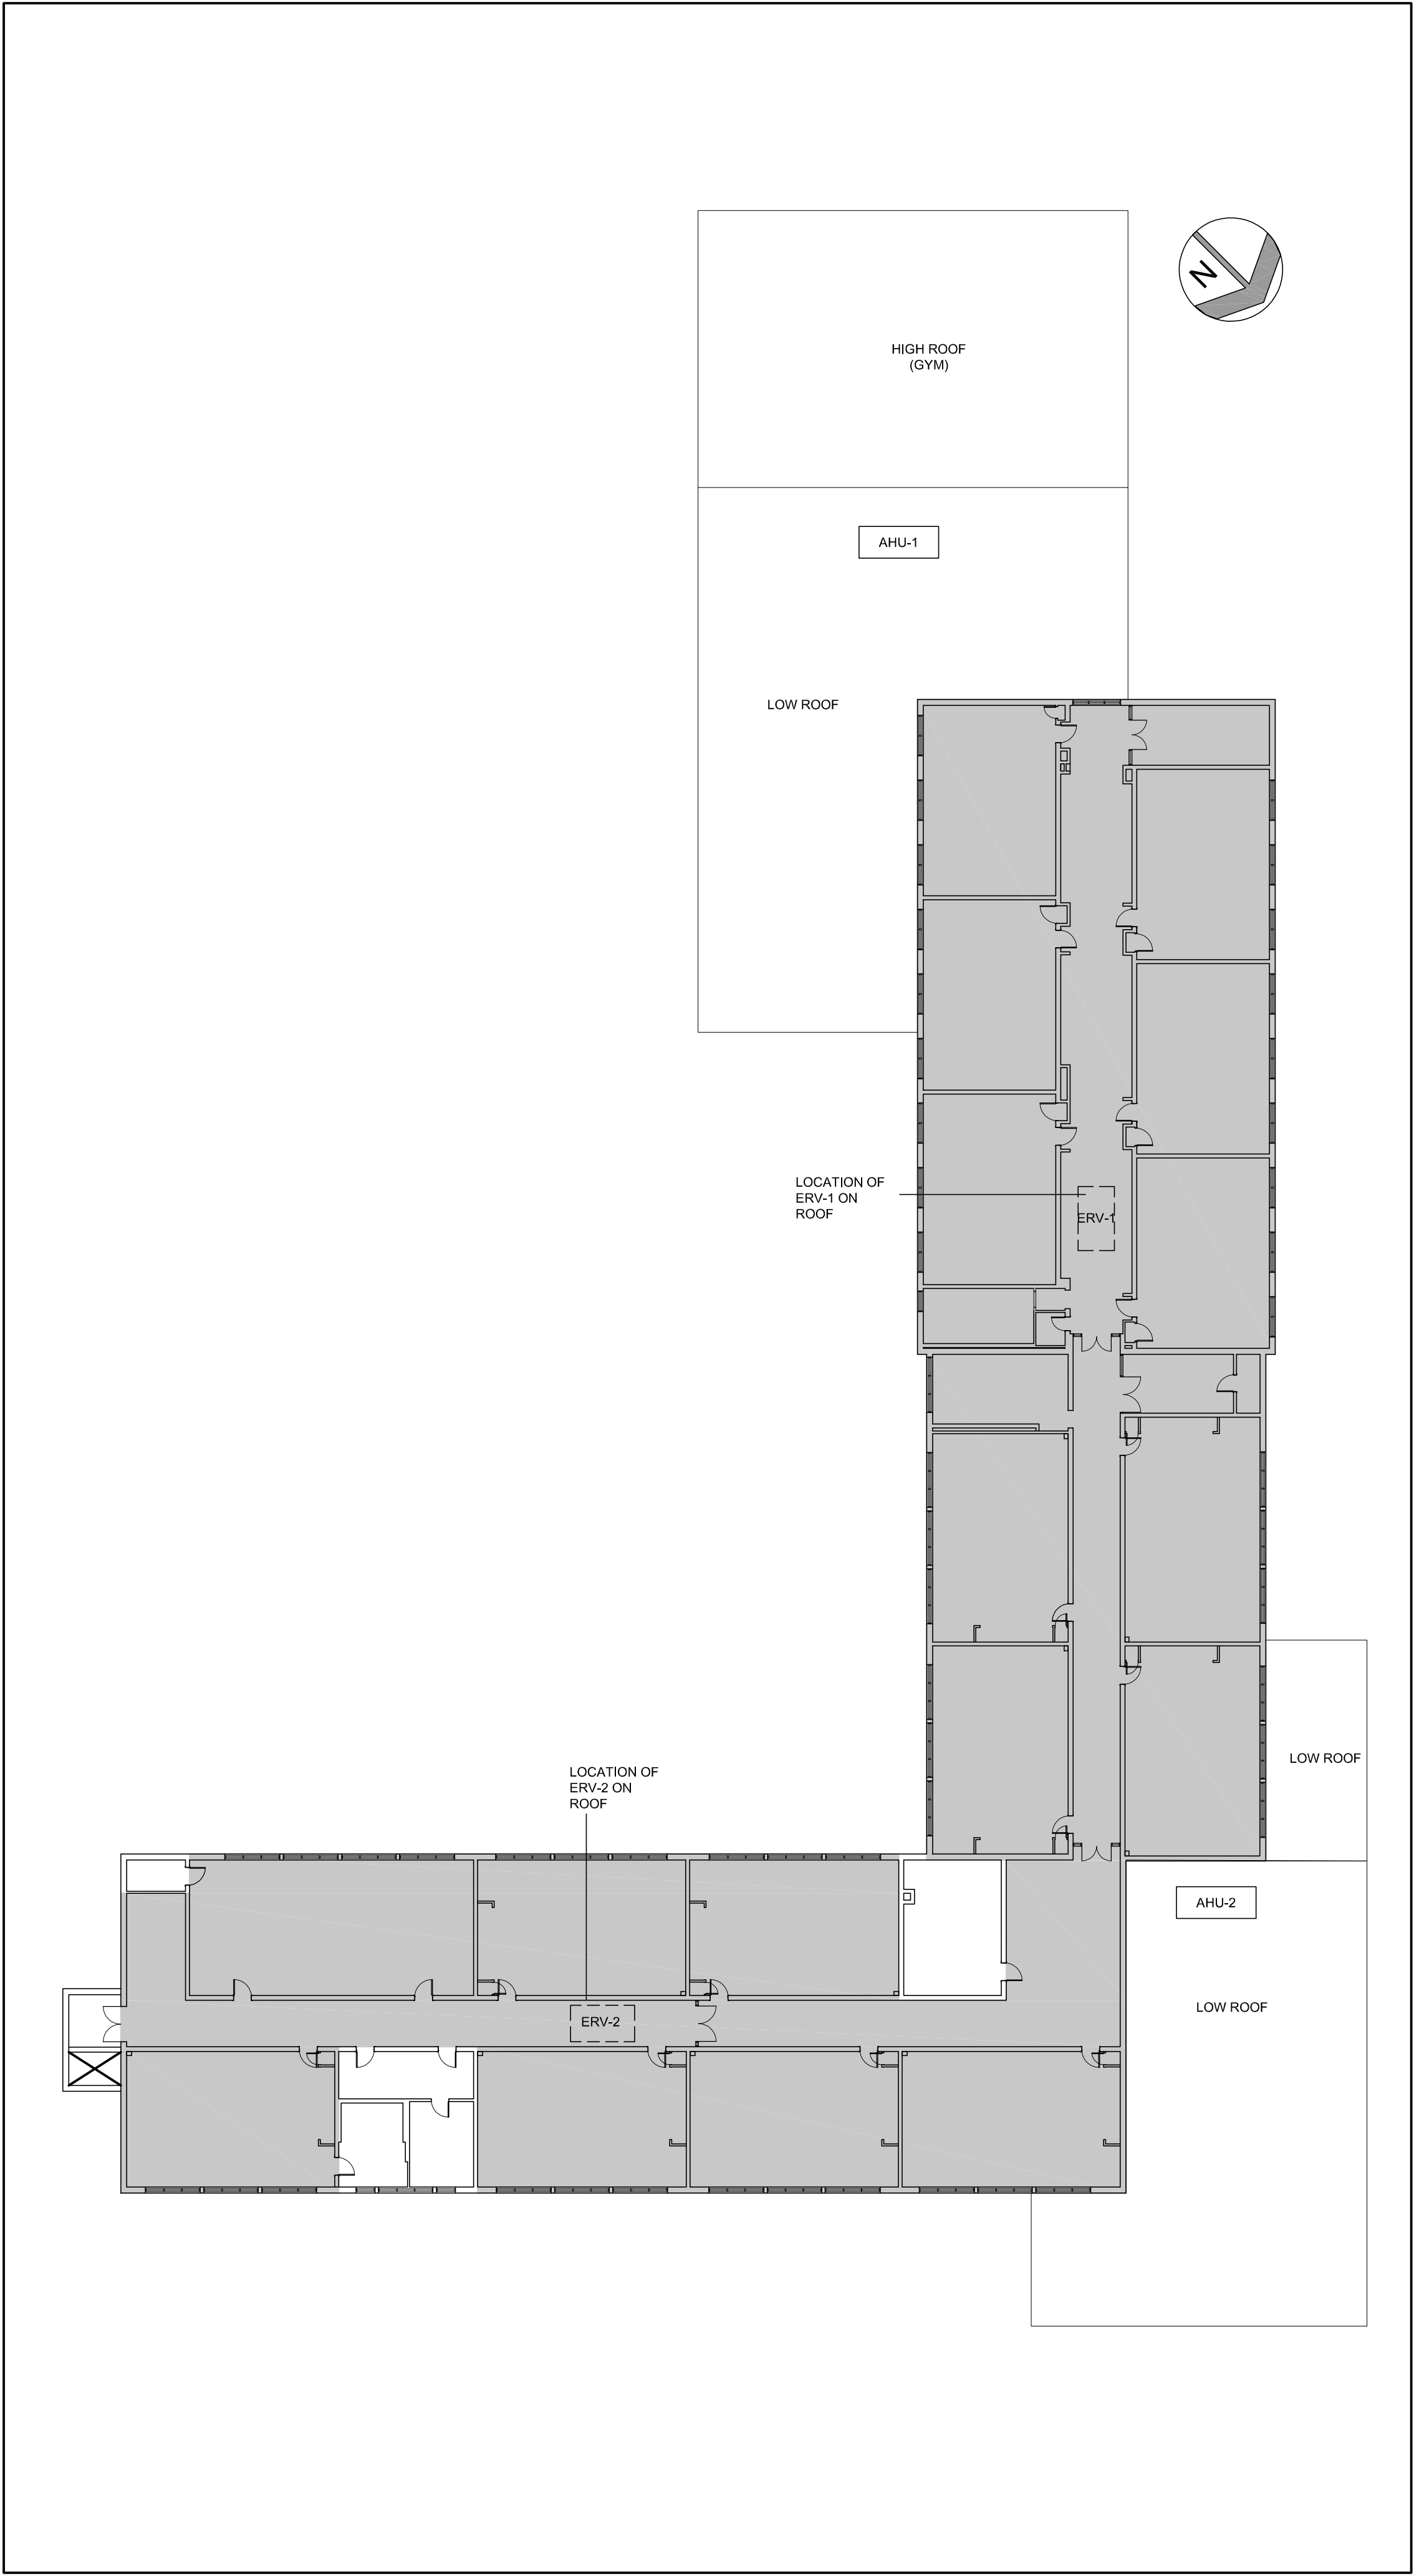 N
HIGH ROOF
(GYM)
AHU-1
LOW ROOF
LOCATION OF
ERV-1 ON
ROOF
ERV-1
LOW ROOF
LOCATION OF
ERV-2 ON
ROOF
AHU-2
LOW ROOF
ERV-2